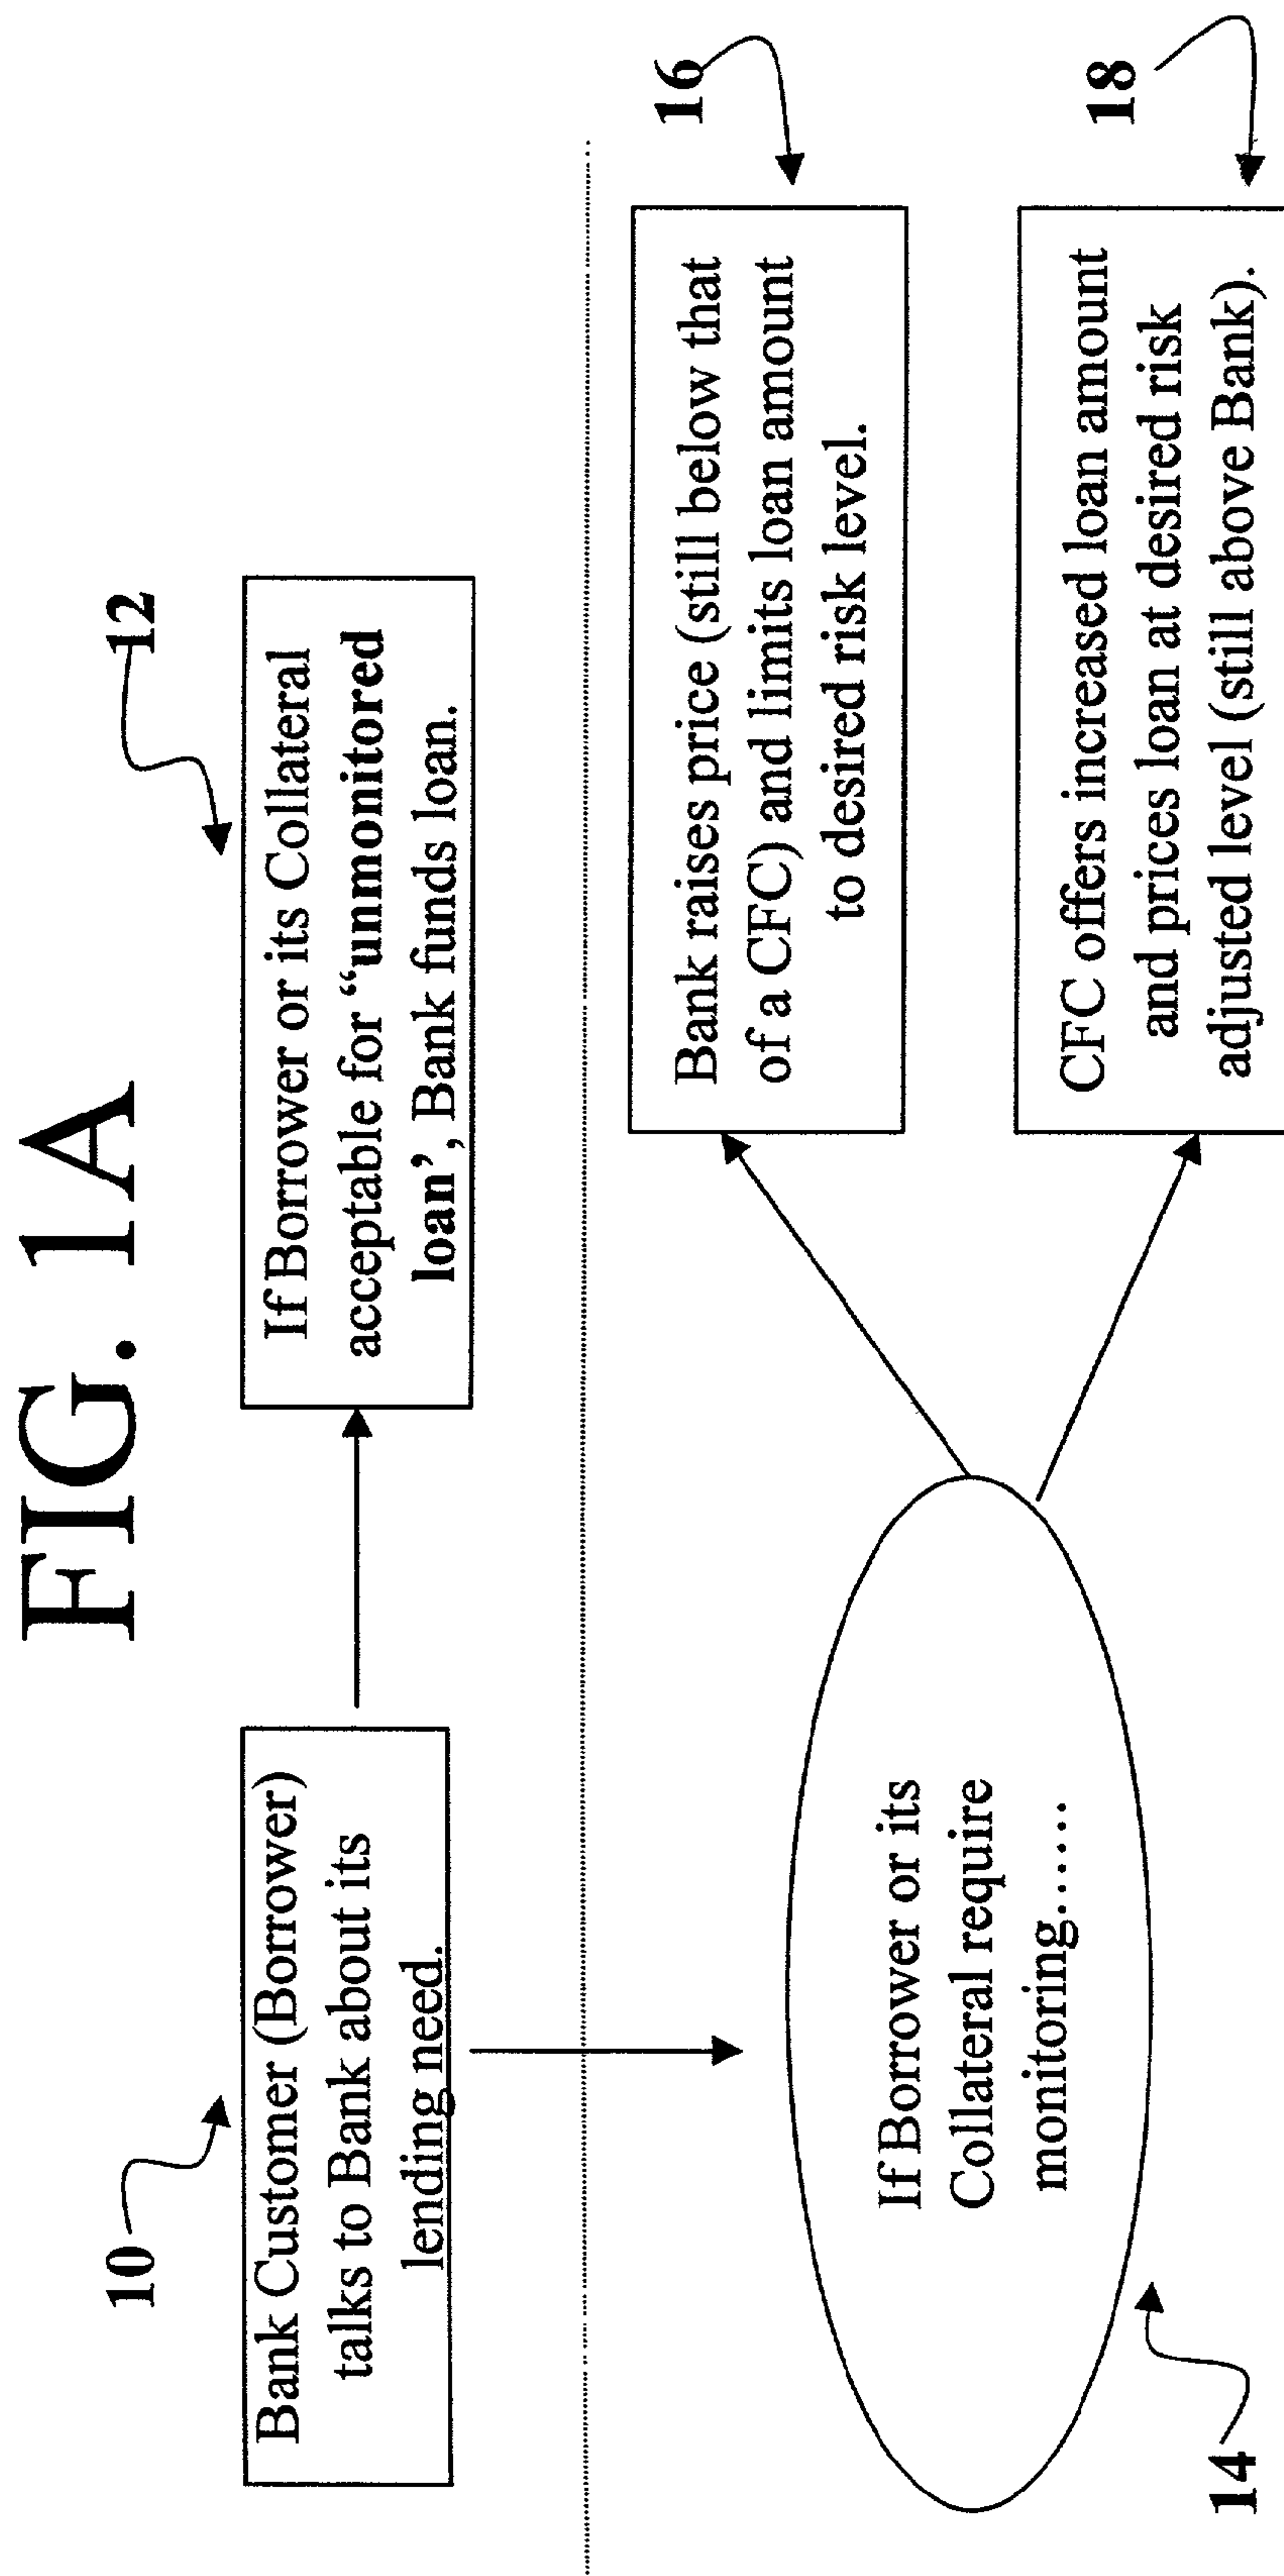 FIG. 1A
10
Bank Customer (Borrower)
talks to Bank about its
lending need.
12
If Borrower or its Collateral
acceptable for “unmonitored
loan’, Bank funds loan.
14
If Borrower or its
Collateral require
monitoring......
16
Bank raises price (still below that
of a CFC) and limits loan amount
to desired risk level.
18
CFC offers increased loan amount
and prices loan at desired risk
adjusted level (still above Bank).